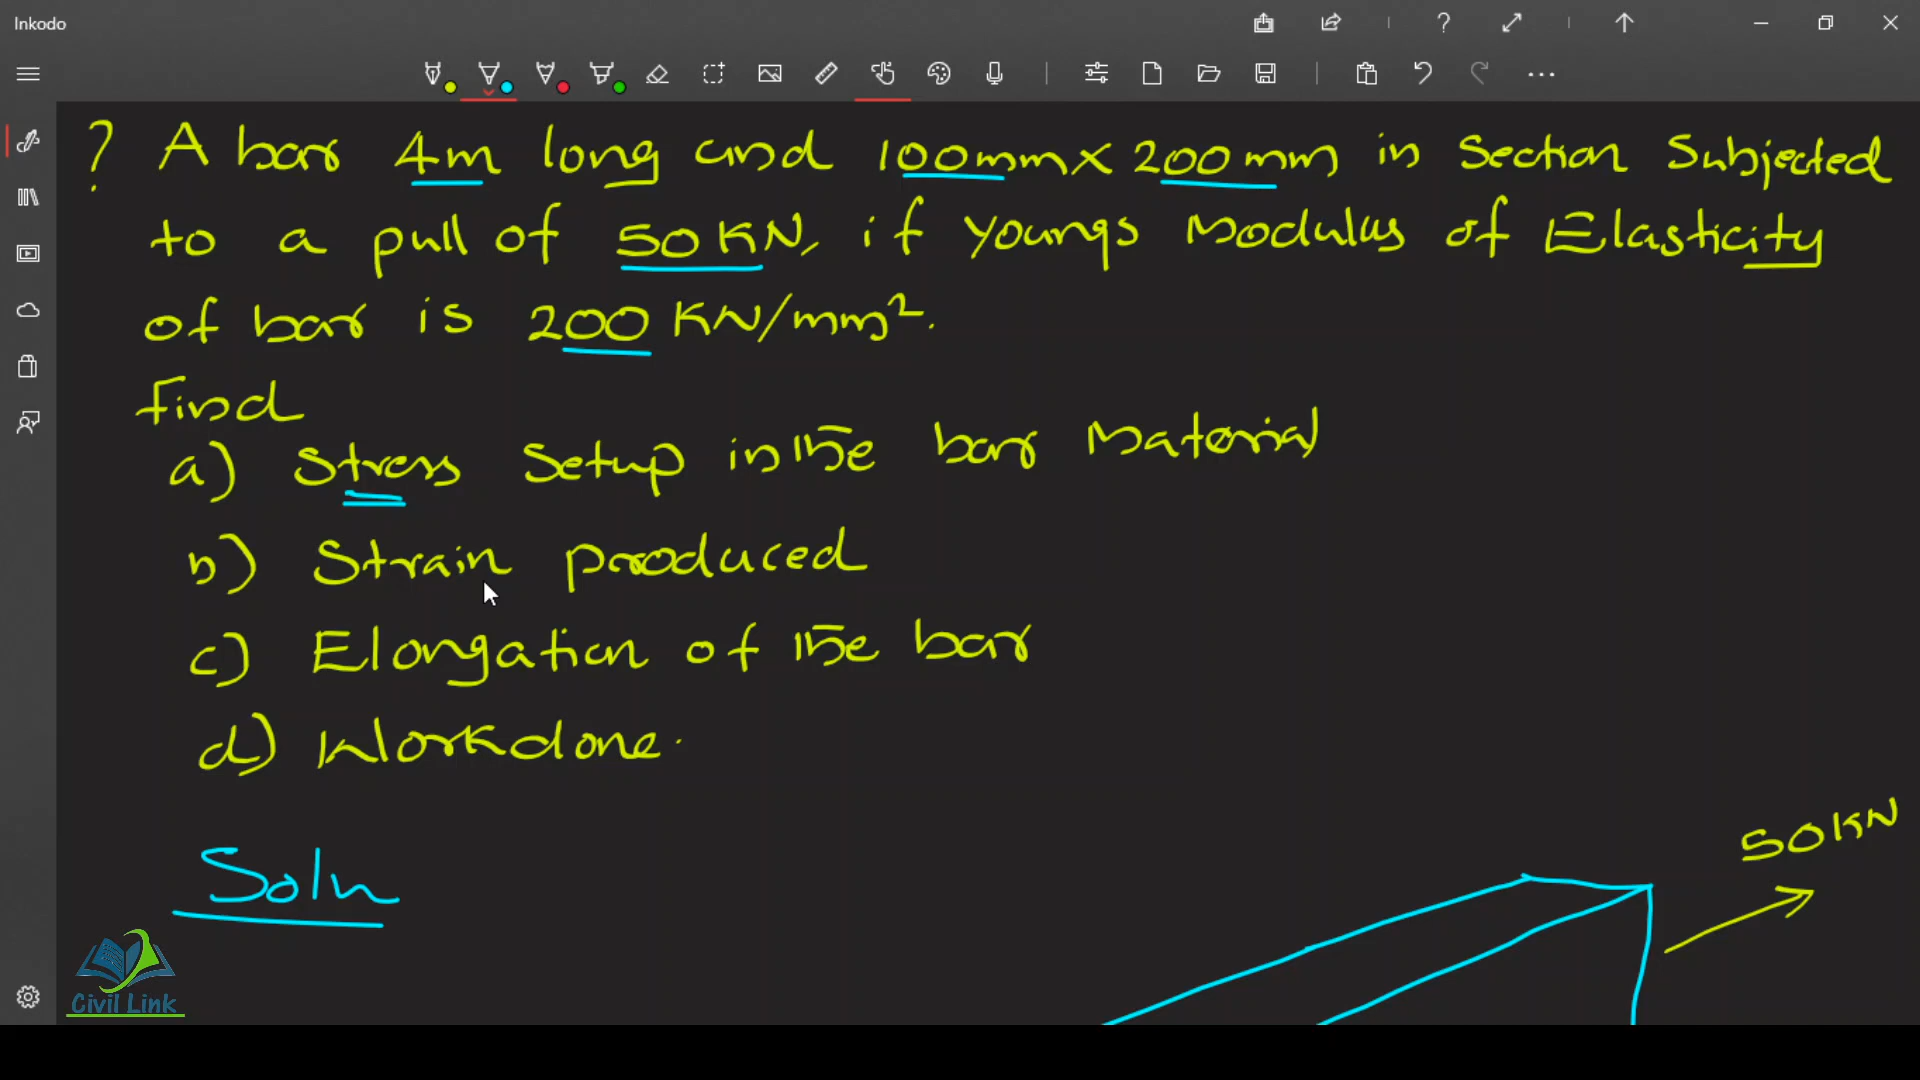 Inkodo
? A bar 4m long and 100mm x 200mm in Section Subjected
to a pull of 50KN, if Youngs Modulus of Elasticity
of bar is 200 KN/mm².
Find
a) Stress Setup in the bar Material
b) Strain produced
c) Elongation of the bar
d) Workdone.
50KN
Soln
Civil Link